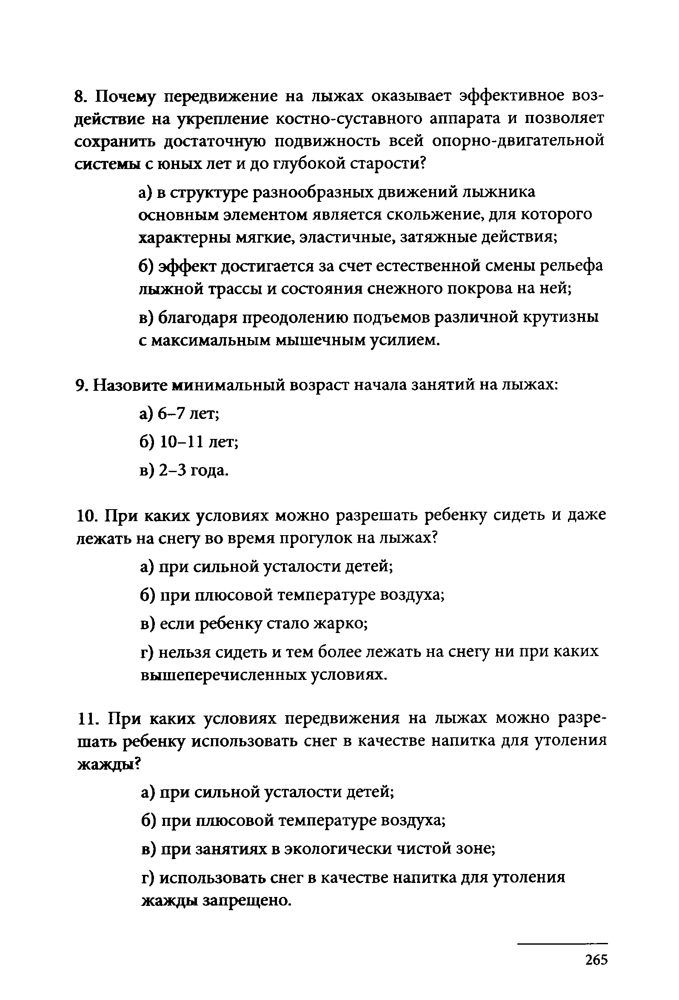 8. Почему передвижение на лыжах оказывает эффективное воз-
действие на укрепление костно-суставного аппарата и позволяет
сохранить достаточную подвижность всей опорно-двигательной
системы с юных лет и до глубокой старости?
а) в структуре разнообразных движений лыжника
основным элементом является скольжение, для которого
характерны мягкие, эластичные, затяжные действия;
б) эффект достигается за счет естественной смены рельефа
лыжной трассы и состояния снежного покрова на ней;
в) благодаря преодолению подъемов различной крутизны
с максимальным мышечным усилием.
9. Назовите минимальный возраст начала занятий на лыжах:
а) 6–7 лет;
б) 10–11 лет;
в) 2–3 года.
10. При каких условиях можно разрешать ребенку сидеть и даже
лежать на снегу во время прогулок на лыжах?
а) при сильной усталости детей;
б) при плюсовой температуре воздуха;
в) если ребенку стало жарко;
г) нельзя сидеть и тем более лежать на снегу ни при каких
вышеперечисленных условиях.
11. При каких условиях передвижения на лыжах можно разре-
шать ребенку использовать снег в качестве напитка для утоления
жажды?
а) при сильной усталости детей;
б) при плюсовой температуре воздуха;
в) при занятиях в экологически чистой зоне;
г) использовать снег в качестве напитка для утоления
жажды запрещено.
265